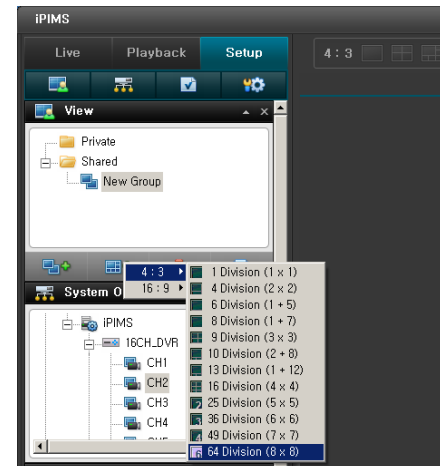 iPIMS
Live Playback Setup 4 : 3
View
Private
Shared
New Group
4 : 3
16 : 9
1 Division (1 x 1)
4 Division (2 x 2)
6 Division (1 + 5)
8 Division (1 + 7)
9 Division (3 x 3)
10 Division (2 + 8)
13 Division (1 + 12)
16 Division (4 x 4)
25 Division (5 x 5)
36 Division (6 x 6)
49 Division (7 x 7)
64 Division (8 x 8)
System O
iPIMS
16CH_DVR
CH1
CH2
CH3
CH4